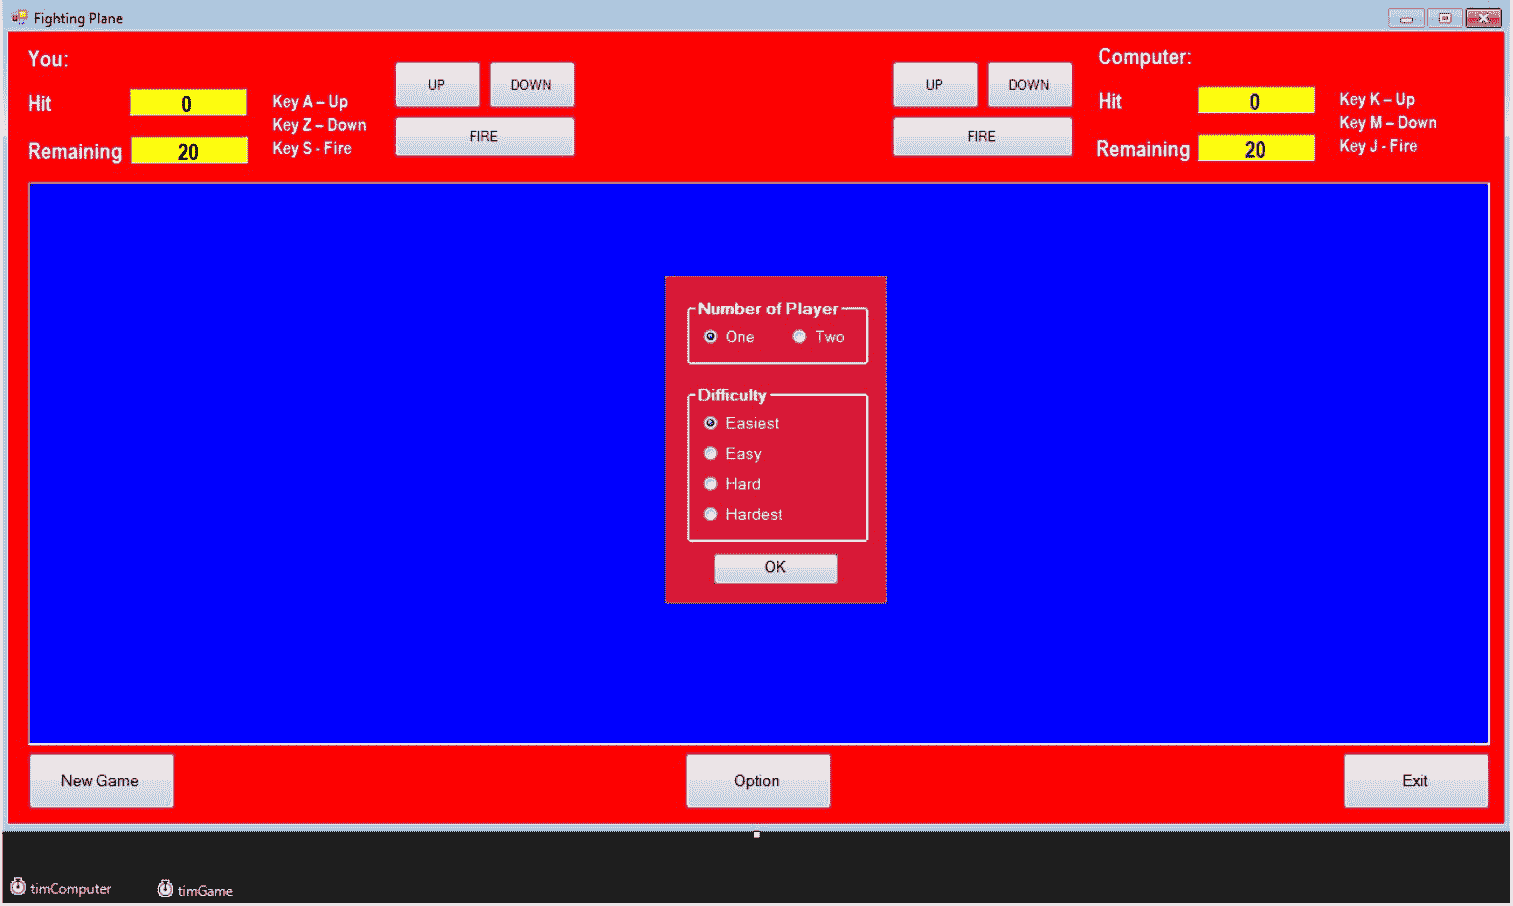 Fighting Plane
You:
Hit
0
Remaining
20
Key A – Up
Key Z – Down
Key S - Fire
UP
DOWN
FIRE
UP
DOWN
FIRE
Computer:
Hit
0
Remaining
20
Key K – Up
Key M – Down
Key J - Fire
Number of Player
One
Two
Difficulty
Easiest
Easy
Hard
Hardest
OK
New Game
Option
Exit
timComputer
timGame